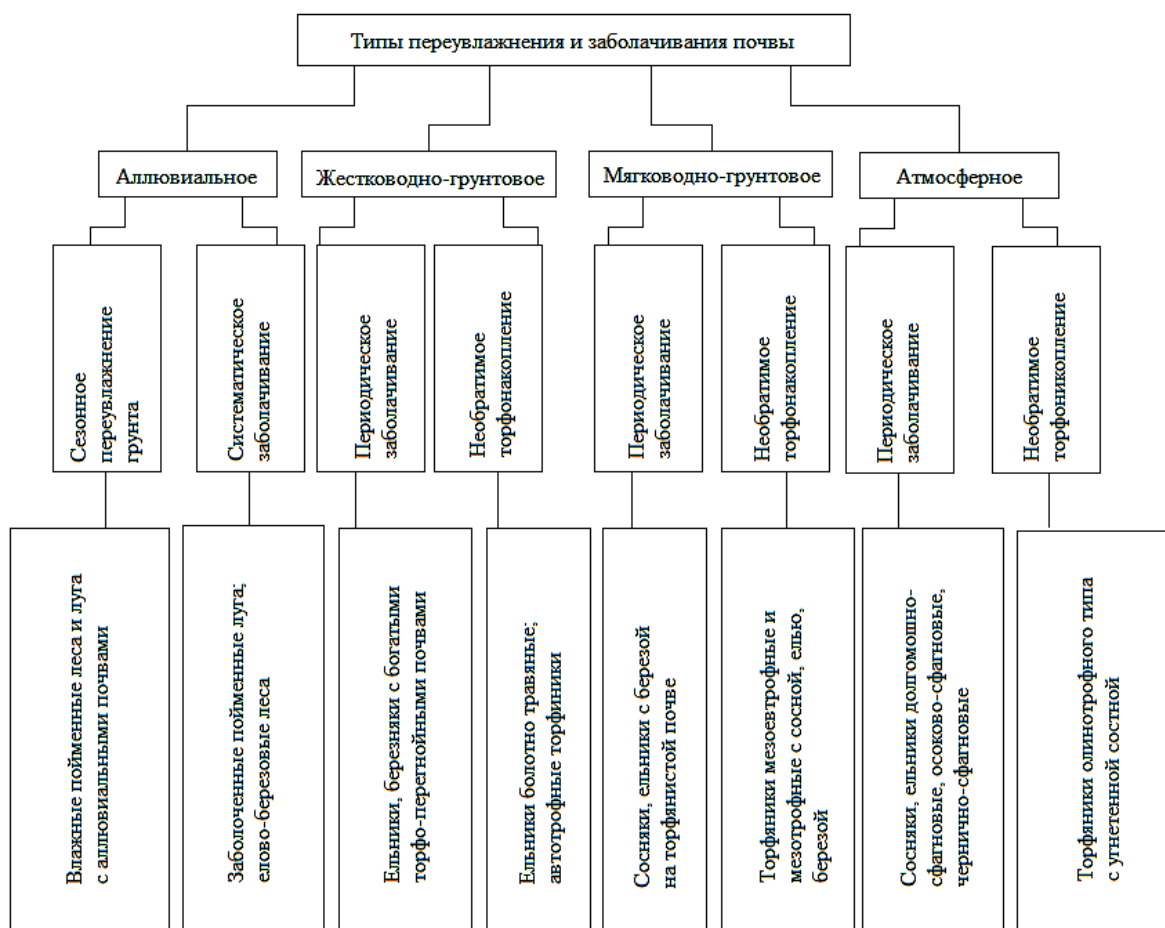 Типы переувлажнения и заболачивания почвы
Аллювиальное
Жестководно-грунтовое
Мягководно-грунтовое
Атмосферное
Сезонное
переувлажнение
грунта
Систематическое
заболачивание
Периодическое
заболачивание
Необратимое
торфонакопление
Периодическое
заболачивание
Необратимое
торфонакопление
Периодическое
заболачивание
Необратимое
торфоникопление
Влажные пойменные леса и луга
с аллювиальными почвами
Заболоченные пойменные луга;
елово-березовые леса
Ельники, березняки с богатыми
торфо-перегнойными почвами
Ельники болотно травяные;
автотрофные торфиники
Сосняки, ельники с березой
на торфянистой почве
Торфяники мезоевтрофные и
мезотрофные с сосной, елью,
березой
Сосняки, ельники долгомошно-
сфагновые, осоково-сфагновые,
чернично-сфагновые
Торфяники олинотрофного типа
с угнетенной состной